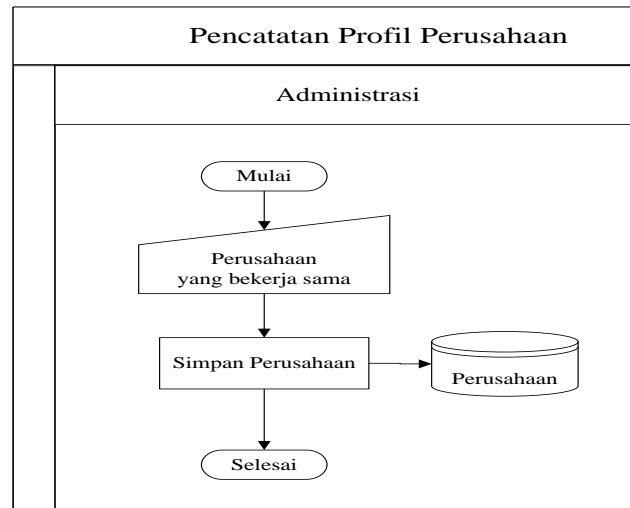 Pencatatan Profil Perusahaan
Administrasi
Mulai
Perusahaan
yang bekerja sama
Simpan Perusahaan
Perusahaan
Selesai